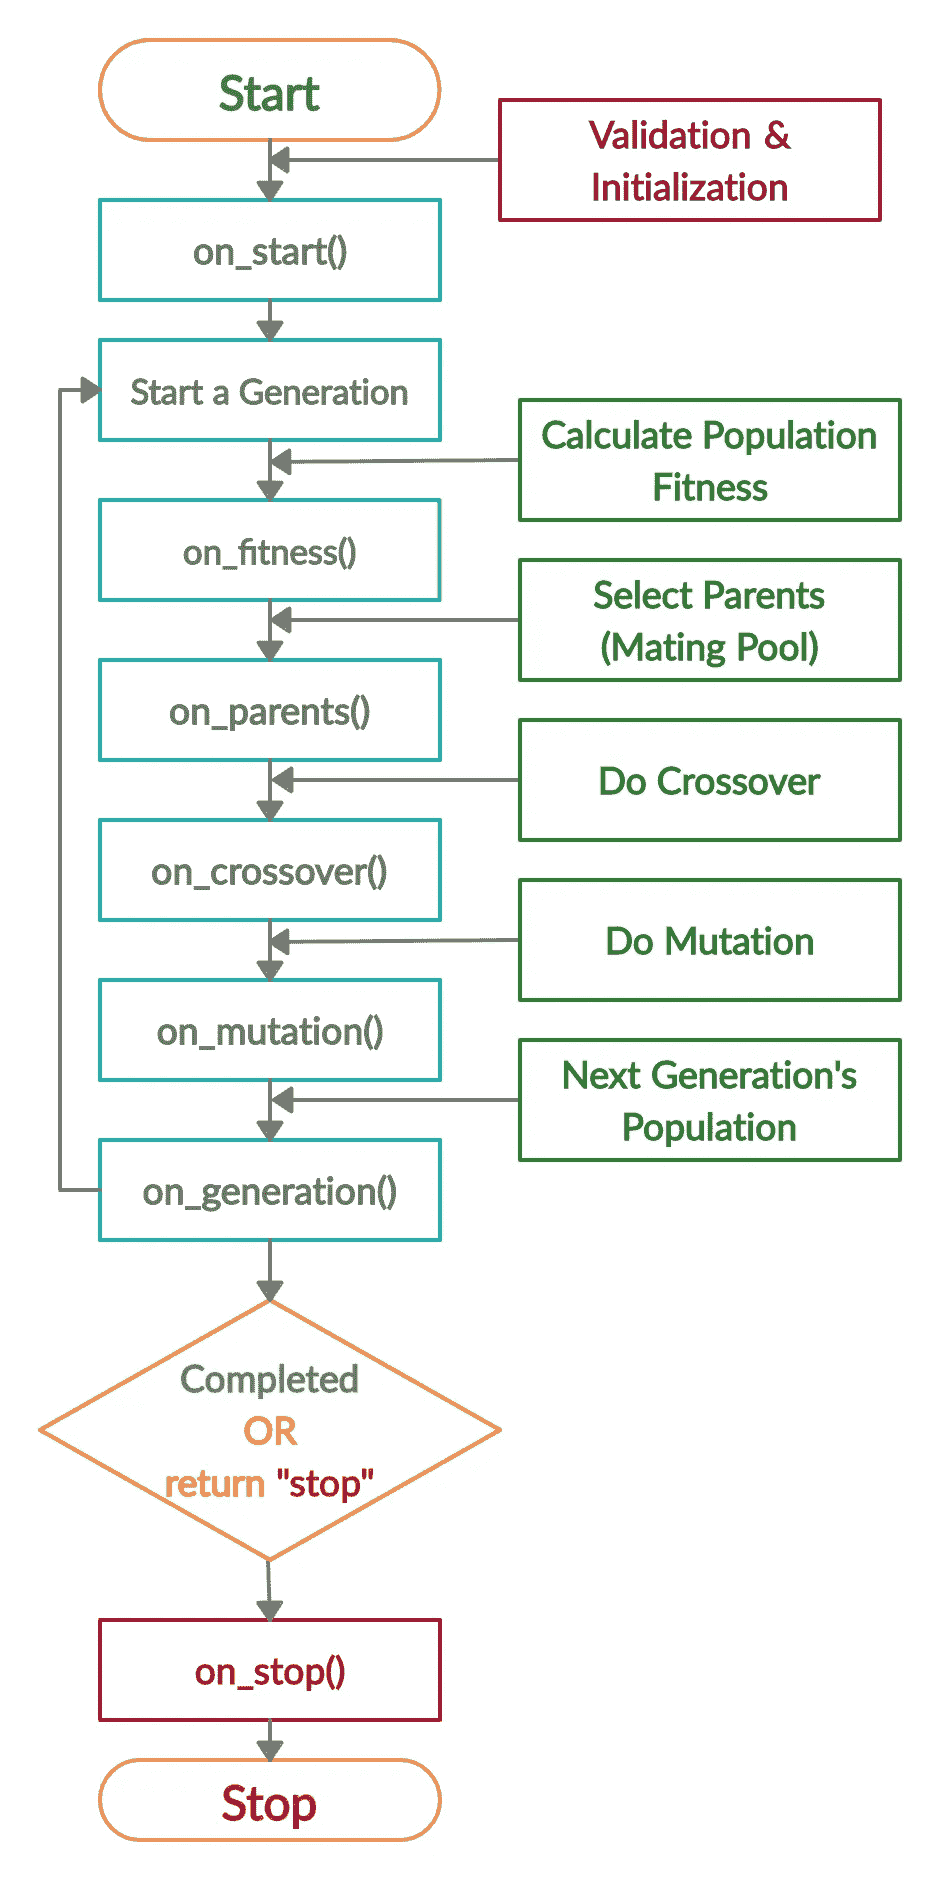 Start
Validation &
Initialization
on_start()
Start a Generation
Calculate Population
Fitness
on_fitness()
Select Parents
(Mating Pool)
on_parents()
Do Crossover
on_crossover()
Do Mutation
on_mutation()
Next Generation's
Population
on_generation()
Completed
OR
return "stop"
on_stop()
Stop